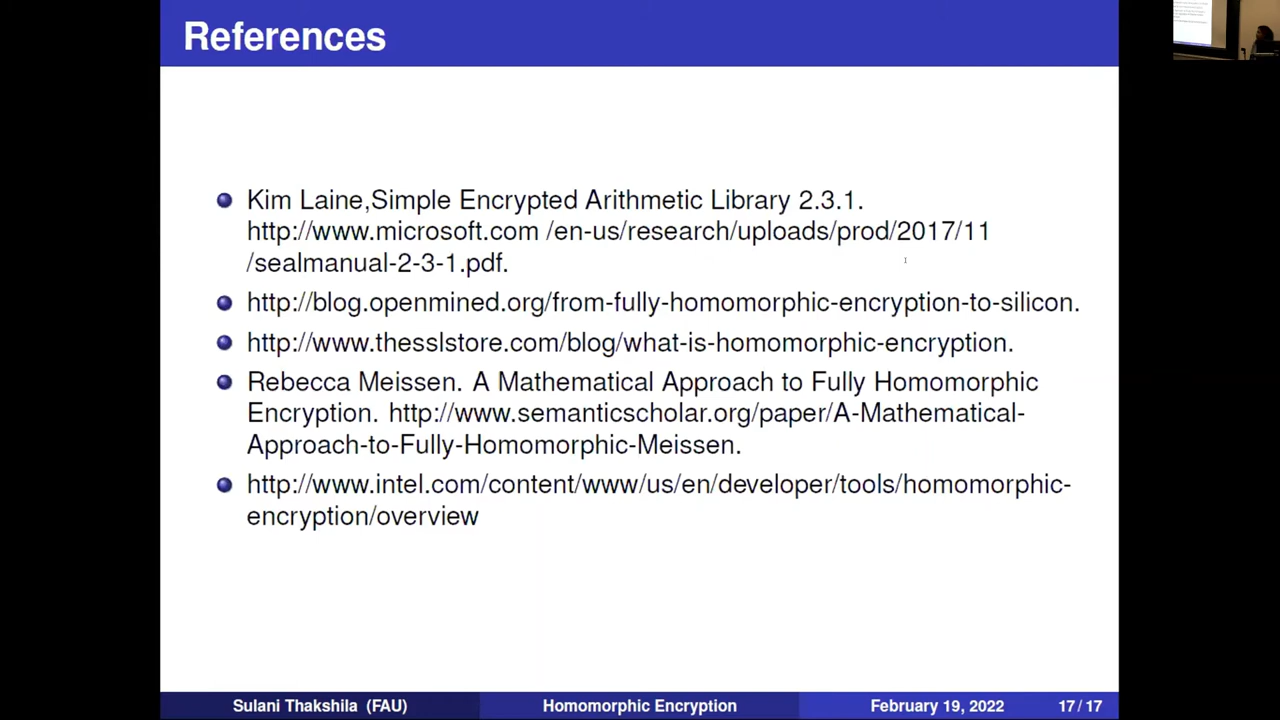 References
Kim Laine,Simple Encrypted Arithmetic Library 2.3.1.
http://www.microsoft.com /en-us/research/uploads/prod/2017/11
/sealmanual-2-3-1.pdf.
http://blog.openmined.org/from-fully-homomorphic-encryption-to-silicon.
http://www.thesslstore.com/blog/what-is-homomorphic-encryption.
Rebecca Meissen. A Mathematical Approach to Fully Homomorphic
Encryption. http://www.semanticscholar.org/paper/A-Mathematical-
Approach-to-Fully-Homomorphic-Meissen.
http://www.intel.com/content/www/us/en/developer/tools/homomorphic-
encryption/overview
Sulani Thakshila (FAU) Homomorphic Encryption February 19, 2022 17 / 17